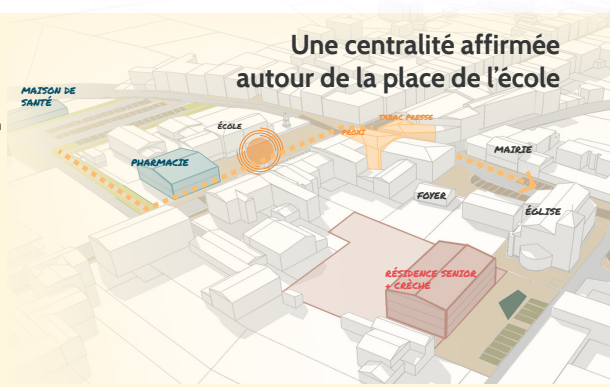 Une centralité affirmée
autour de la place de l'école
MAISON DE
SANTÉ
ÉCOLE
PROXI
TABAC PRESSE
PHARMACIE
MAIRIE
FOYER
ÉGLISE
RÉSIDENCE SENIOR
+ CRÈCHE